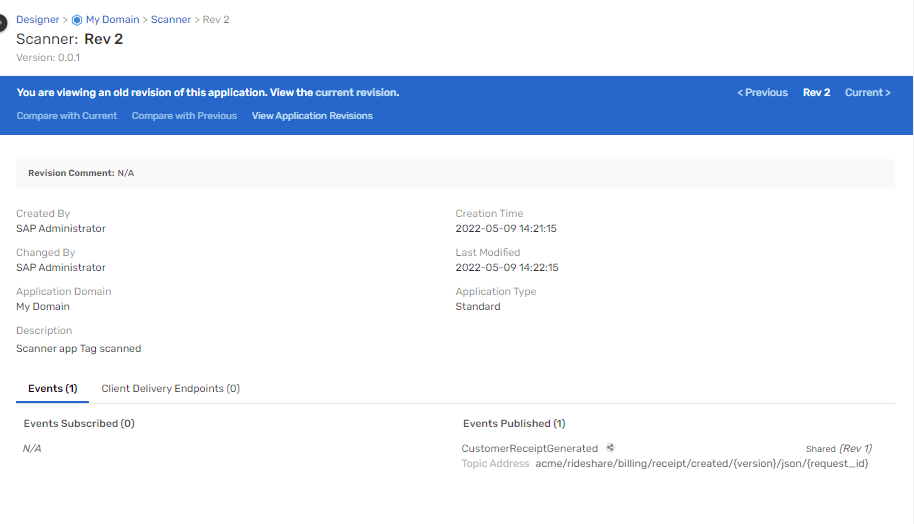 Designer > My Domain > Scanner > Rev 2
Scanner: Rev 2
Version: 0.0.1
You are viewing an old revision of this application. View the current revision.
< Previous Rev 2 Current >
Compare with Current Compare with Previous View Application Revisions
Revision Comment: N/A
Created By Creation Time
SAP Administrator 2022-05-09 14:21:15
Changed By Last Modified
SAP Administrator 2022-05-09 14:22:15
Application Domain Application Type
My Domain Standard
Description
Scanner app Tag scanned
Events (1) Client Delivery Endpoints (0)
Events Subscribed (0) Events Published (1)
N/A CustomerReceiptGenerated Shared (Rev 1)
Topic Address acme/rideshare/billing/receipt/created/{version}/json/{request_id}